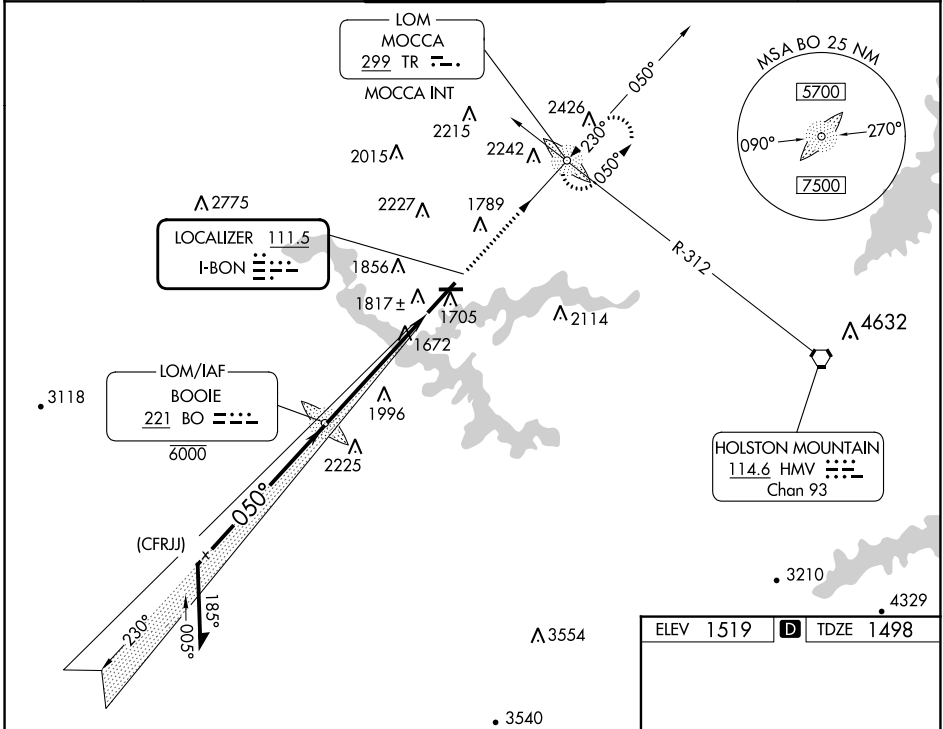 LOM
MOCCA
299 TR
MOCCA INT
050°
2426
230°
050°
2215
2242
2015
MSA BO 25 NM
5700
090°
270°
7500
2775
2227
1789
LOCALIZER 111.5
I-BON
1856
1817 ±
1705
1672
2114
R-312
4632
LOM/IAF
BOOIE
221 BO
6000
3118
1996
2225
HOLSTON MOUNTAIN
114.6 HMV
Chan 93
050°
(CFRJJ)
185°
005°
230°
3210
4329
3554
3540
ELEV 1519 D TDZE 1498